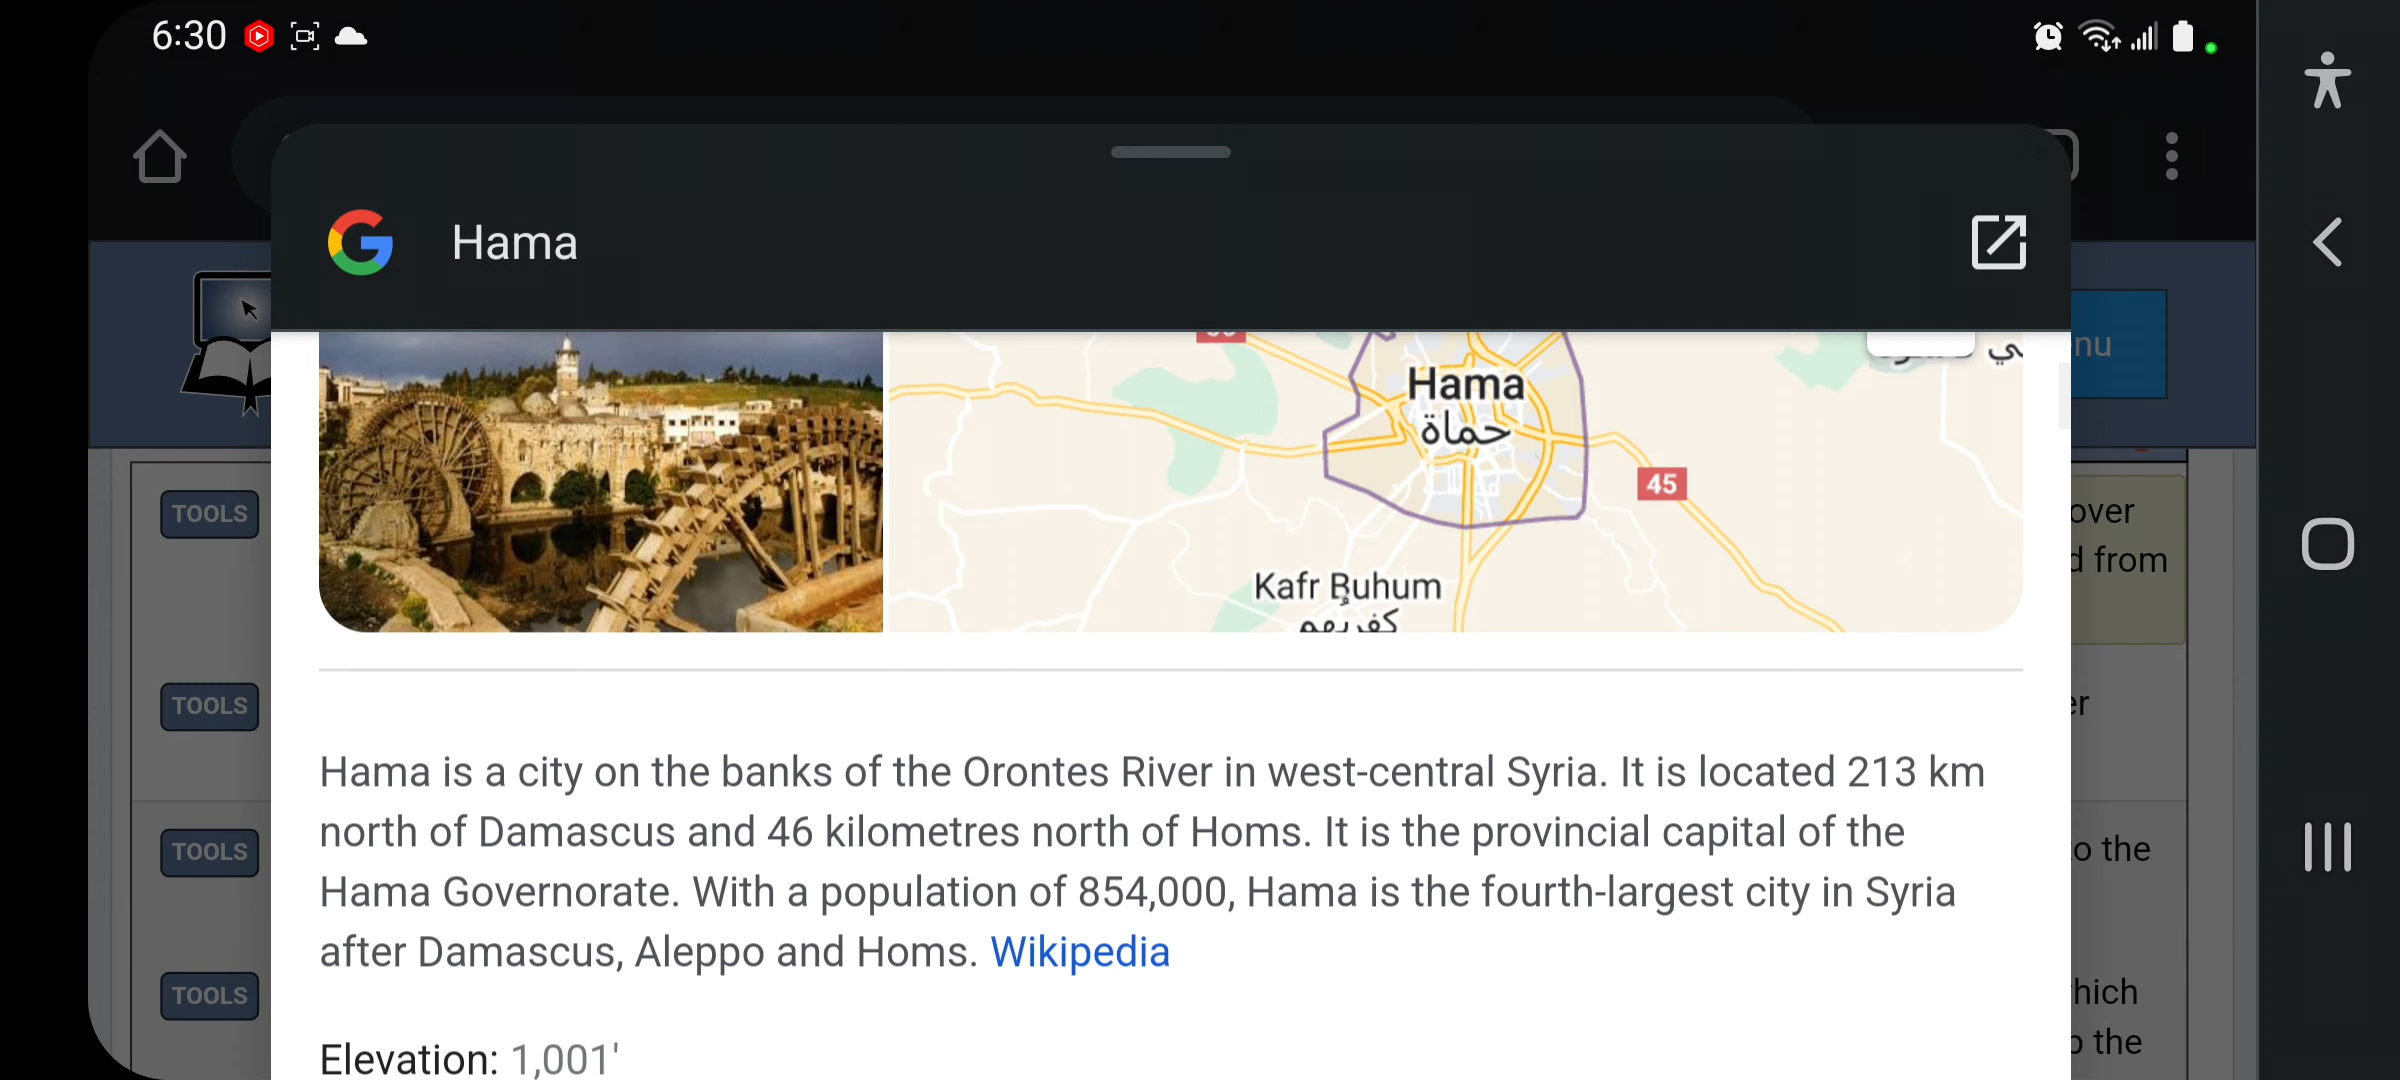 6:30
Hama
nu
Hama
حماة
45
Kafr Buhum
كفربهم
TOOLS
over
d from
TOOLS
er
Hama is a city on the banks of the Orontes River in west-central Syria. It is located 213 km
north of Damascus and 46 kilometres north of Homs. It is the provincial capital of the
TOOLS
o the
Hama Governorate. With a population of 854,000, Hama is the fourth-largest city in Syria
after Damascus, Aleppo and Homs. Wikipedia
TOOLS
hich
p the
Elevation: 1,001'